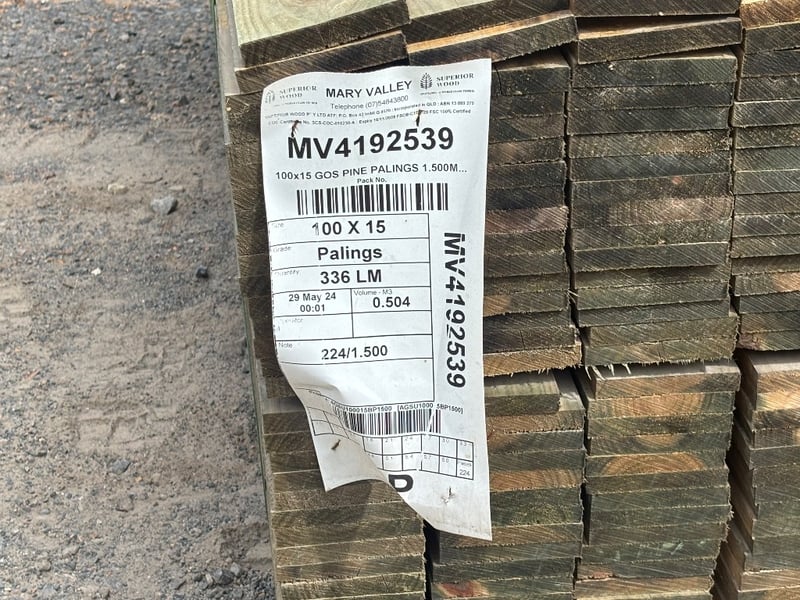 SUPERIOR WOOD
MARY VALLEY
SUPERIOR WOOD
Telephone (07)54843800
MV4192539
100x15 GOS PINE PALINGS 1.500M...
Pack No.
100 X 15
Palings
336 LM
29 May 24
00:01
Volume - M3
0.504
Note
224/1.500
MV4192539
[AGSU10001 5BP1500]
224